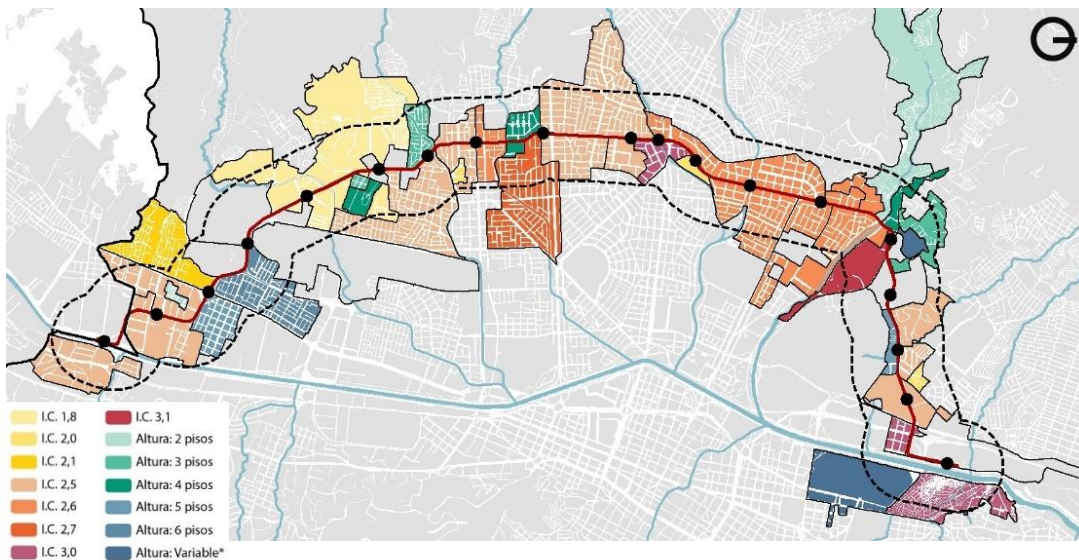 I.C. 1,8
I.C. 2,0
I.C. 2,1
I.C. 2,5
I.C. 2,6
I.C. 2,7
I.C. 3,0
I.C. 3,1
Altura: 2 pisos
Altura: 3 pisos
Altura: 4 pisos
Altura: 5 pisos
Altura: 6 pisos
Altura: Variable*